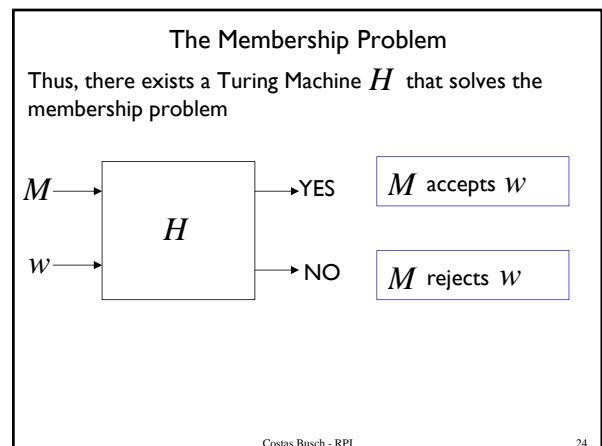 The Membership Problem
Thus, there exists a Turing Machine H that solves the
membership problem
M YES M accepts w
H
w NO M rejects w
Costas Busch - RPI 24